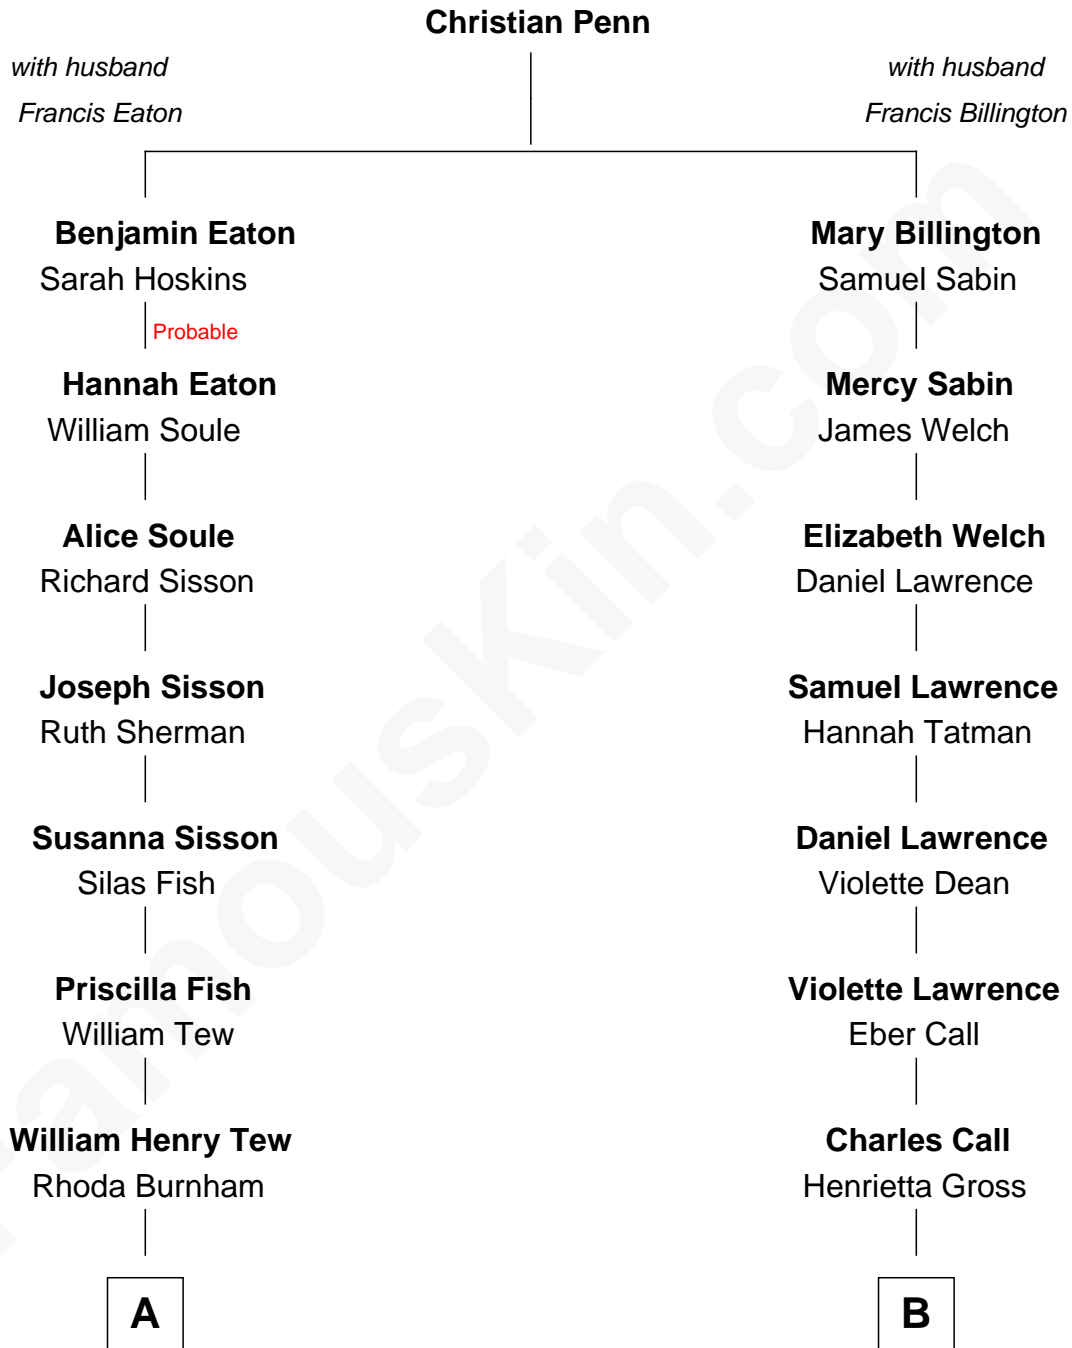 Christian Penn
with husband
Francis Eaton
with husband
Francis Billington
Benjamin Eaton
Sarah Hoskins
Probable
Hannah Eaton
William Soule
Alice Soule
Richard Sisson
Joseph Sisson
Ruth Sherman
Susanna Sisson
Silas Fish
Priscilla Fish
William Tew
William Henry Tew
Rhoda Burnham
A
Mary Billington
Samuel Sabin
Mercy Sabin
James Welch
Elizabeth Welch
Daniel Lawrence
Samuel Lawrence
Hannah Tatman
Daniel Lawrence
Violette Dean
Violette Lawrence
Eber Call
Charles Call
Henrietta Gross
B
FamousKin.com